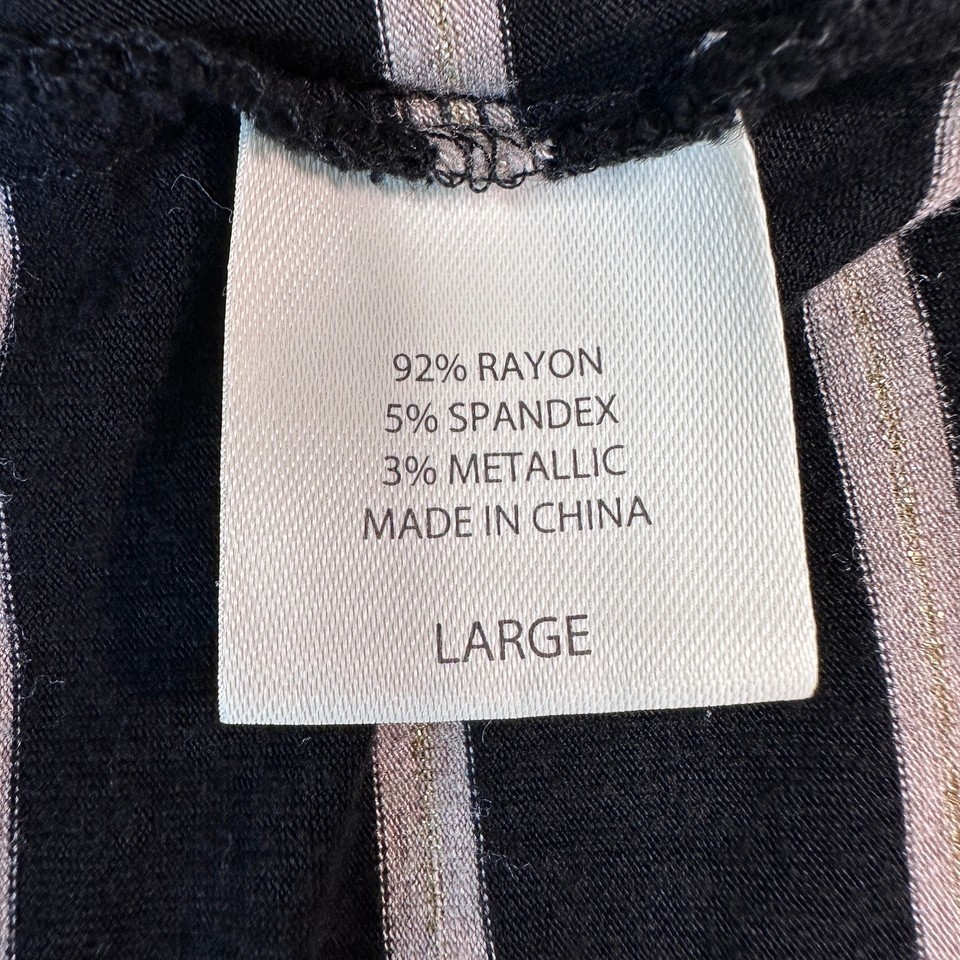 92% RAYON
5% SPANDEX
3% METALLIC
MADE IN CHINA
LARGE